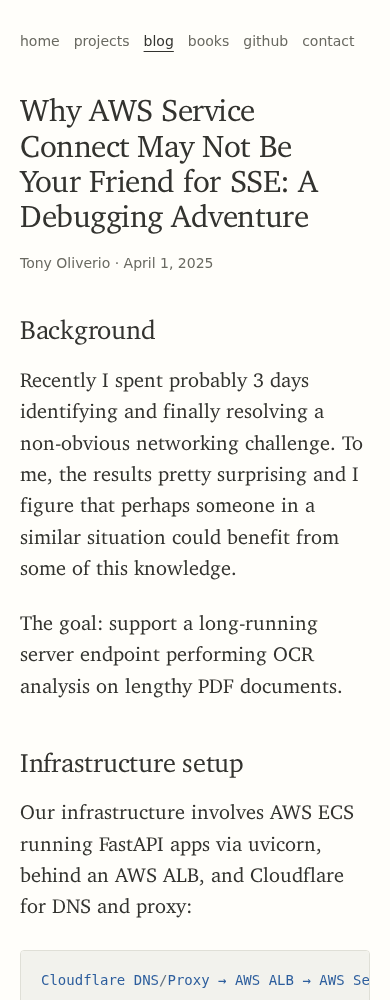 home projects blog books github contact
Why AWS Service
Connect May Not Be
Your Friend for SSE: A
Debugging Adventure
Tony Oliverio · April 1, 2025
Background
Recently I spent probably 3 days
identifying and finally resolving a
non-obvious networking challenge. To
me, the results pretty surprising and I
figure that perhaps someone in a
similar situation could benefit from
some of this knowledge.
The goal: support a long-running
server endpoint performing OCR
analysis on lengthy PDF documents.
Infrastructure setup
Our infrastructure involves AWS ECS
running FastAPI apps via uvicorn,
behind an AWS ALB, and Cloudflare
for DNS and proxy:
Cloudflare DNS/Proxy → AWS ALB → AWS Se